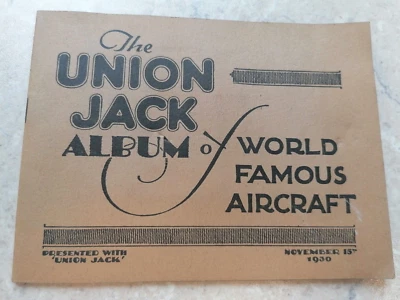 The
UNION
JACK
ALBUM of WORLD
FAMOUS
AIRCRAFT
PRESENTED WITH
'UNION JACK'
NOVEMBER 15TH
1930